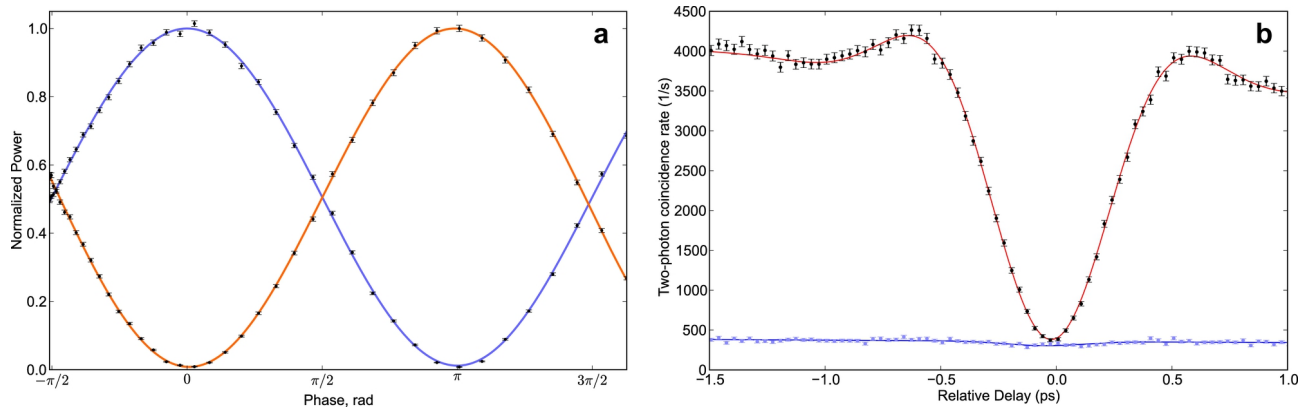 a
1.0
0.8
0.6
0.4
0.2
0.0
Normalized Power
−π/2
0
π/2
π
3π/2
Phase, rad
b
4500
4000
3500
3000
2500
2000
1500
1000
500
0
Two-photon coincidence rate (1/s)
−1.5
−1.0
−0.5
0.0
0.5
1.0
Relative Delay (ps)